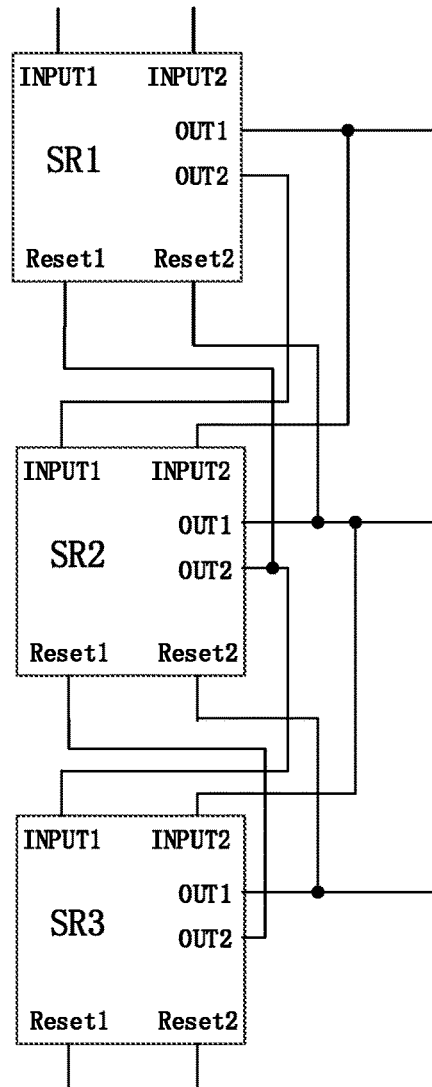 INPUT1 INPUT2
OUT1
SR1
OUT2
Reset1 Reset2
INPUT1 INPUT2
OUT1
SR2
OUT2
Reset1 Reset2
INPUT1 INPUT2
OUT1
SR3
OUT2
Reset1 Reset2